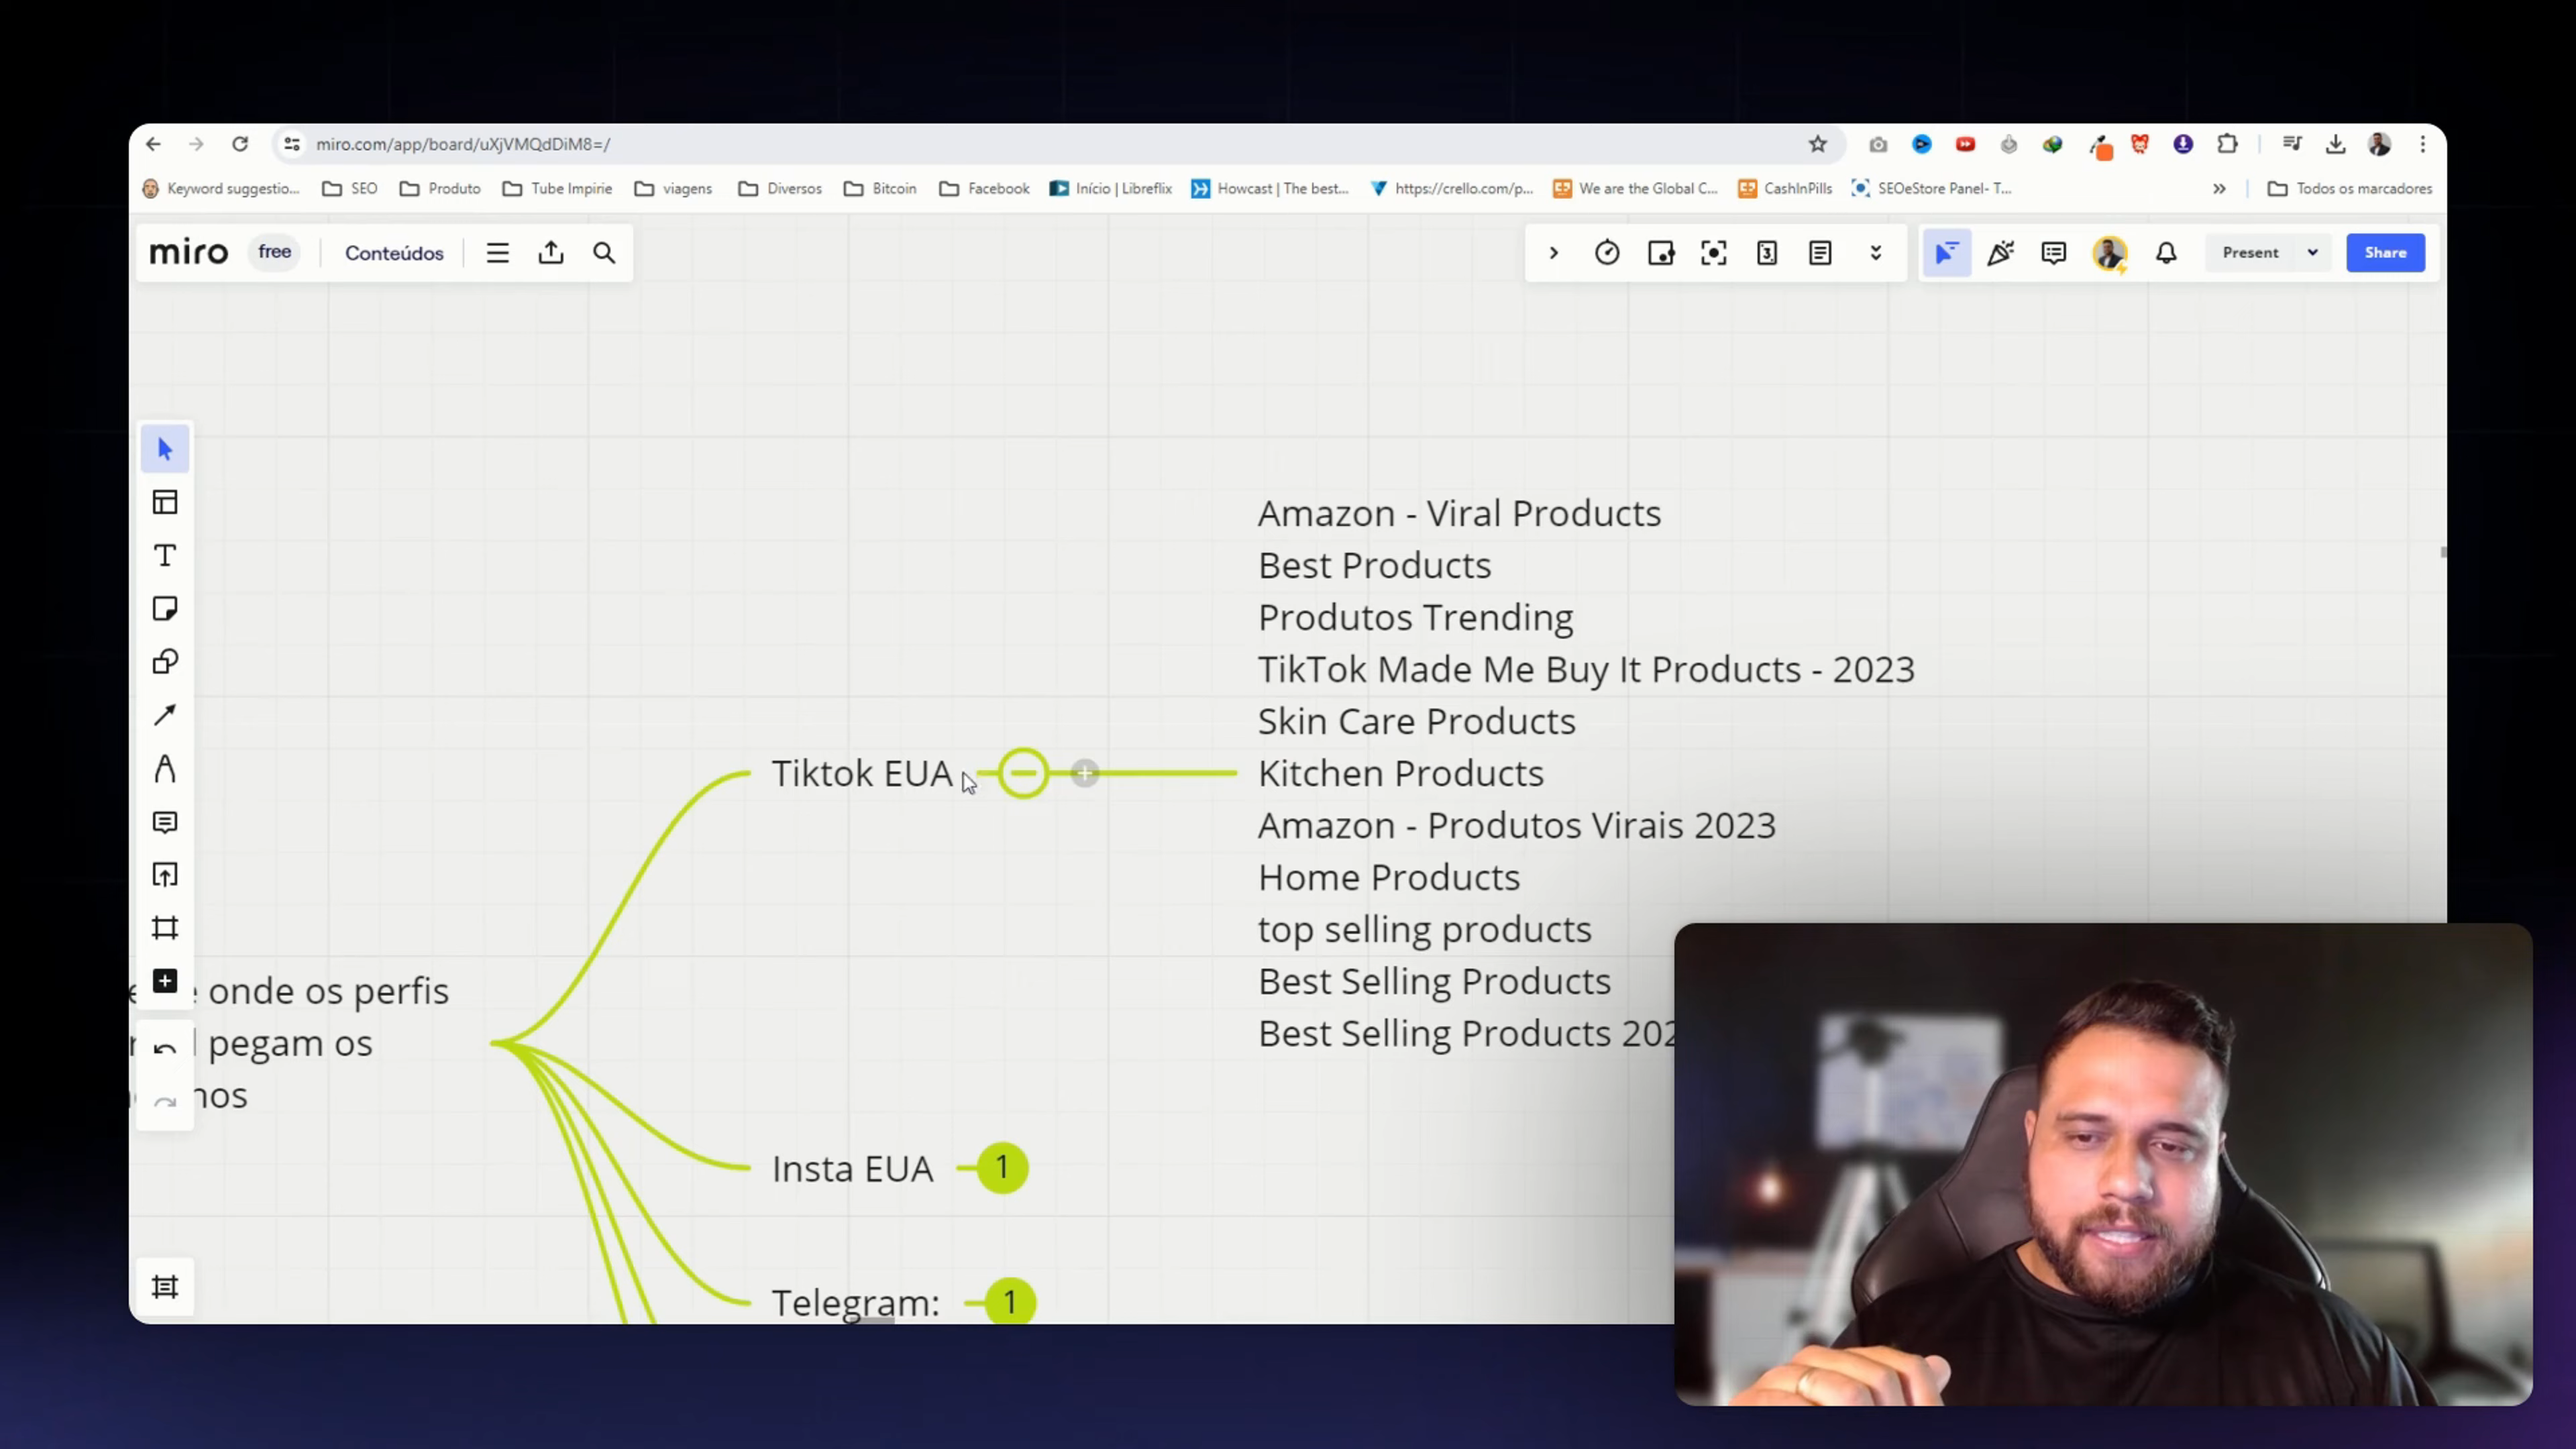 miro.com/app/board/uXjVMQdDiM8=/
Keyword suggestio... SEO Produto Tube Impirie viagens Diversos Bitcoin Facebook Início | Libreflix Howcast | The best... https://crello.com/p... We are the Global C... CashInPills SEOeStore Panel- T... » Todos os marcadores
miro free Conteúdos Present Share
Amazon - Viral Products
Best Products
Produtos Trending
TikTok Made Me Buy It Products - 2023
Skin Care Products
Tiktok EUA
Kitchen Products
Amazon - Produtos Virais 2023
Home Products
top selling products
Best Selling Products
Best Selling Products 202
onde os perfis
pegam os
nos
Insta EUA 1
Telegram: 1